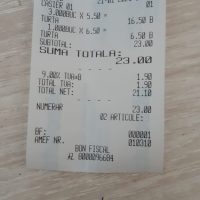 CASIER 01
3.000BUC x 5.50 =
TURTA 16.50 B
1.000BUC x 6.50 =
TURTA 6.50 B
SUBTOTAL: 23.00
SUMA TOTALA:
23.00
9.00% TVA=B 1.90
TOTAL TVA: 1.90
TOTAL NET: 21.10
NUMERAR 23.00
02 ARTICOLE:
BF: 000001
AMEF NR. 010310
BON FISCAL